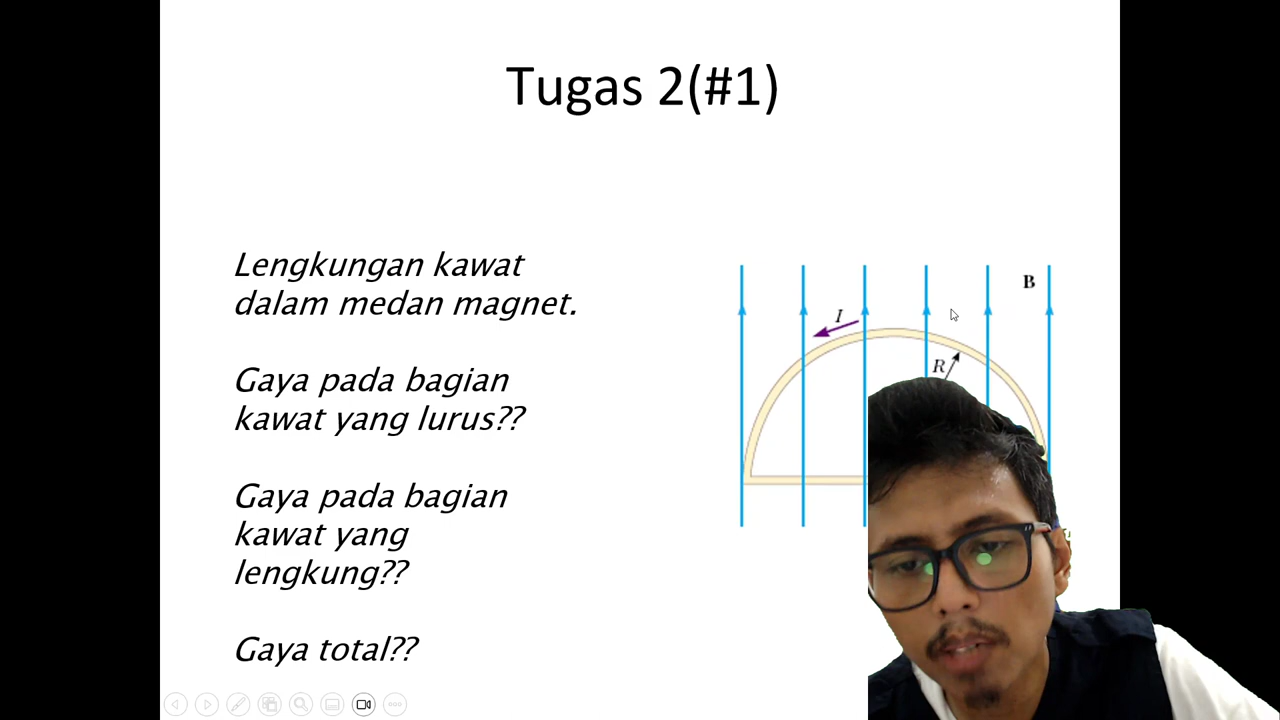 Tugas 2(#1)
Lengkungan kawat
dalam medan magnet.
Gaya pada bagian
kawat yang lurus??
Gaya pada bagian
kawat yang
lengkung??
Gaya total??
B
I
R